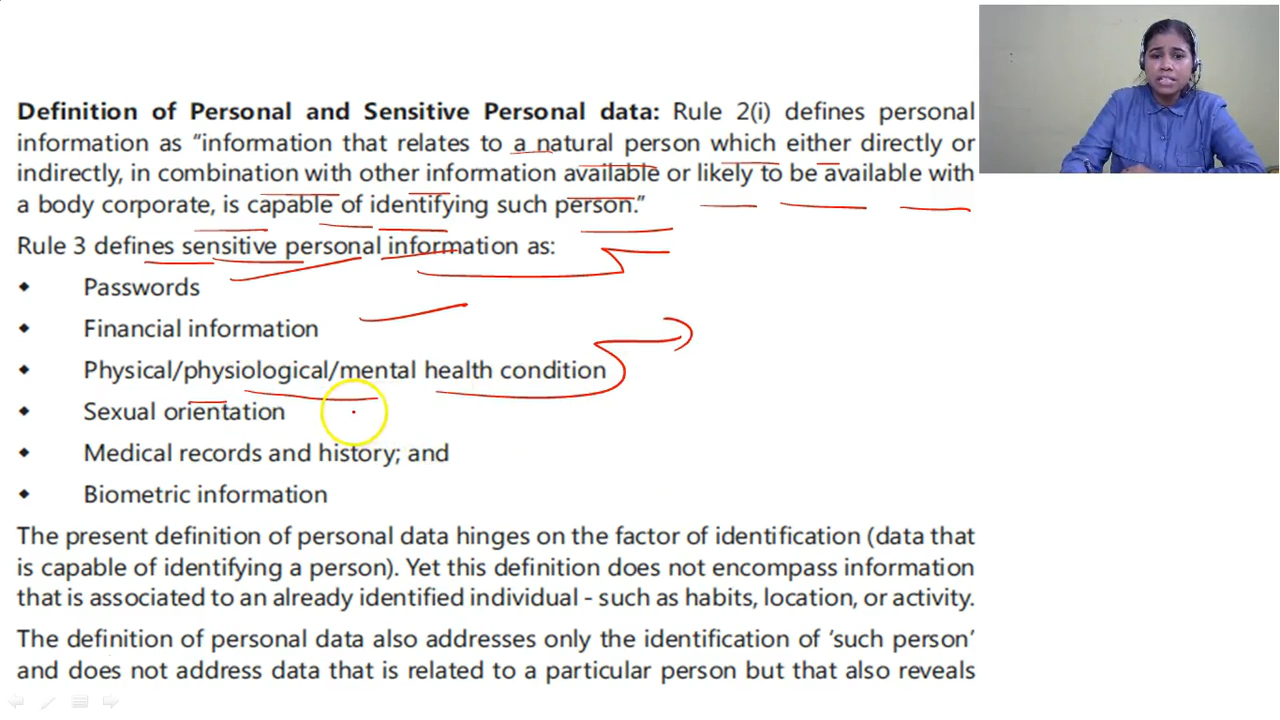 Definition of Personal and Sensitive Personal data: Rule 2(i) defines personal
information as "information that relates to a natural person which either directly or
indirectly, in combination with other information available or likely to be available with
a body corporate, is capable of identifying such person."
Rule 3 defines sensitive personal information as:
◆ Passwords
◆ Financial information
◆ Physical/physiological/mental health condition
◆ Sexual orientation
◆ Medical records and history; and
◆ Biometric information
The present definition of personal data hinges on the factor of identification (data that
is capable of identifying a person). Yet this definition does not encompass information
that is associated to an already identified individual - such as habits, location, or activity.
The definition of personal data also addresses only the identification of 'such person'
and does not address data that is related to a particular person but that also reveals